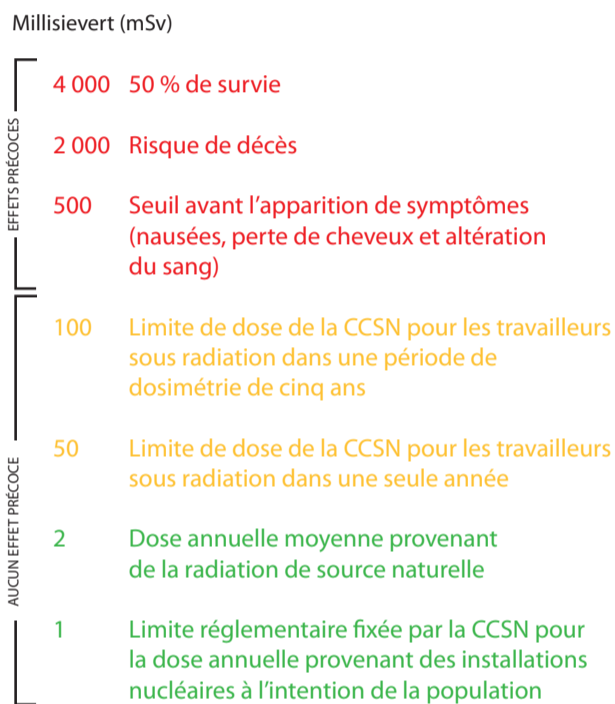 Millisievert (mSv)
EFFETS PRÉCOCES
4 000 50 % de survie
2 000 Risque de décès
500 Seuil avant l’apparition de symptômes
(nausées, perte de cheveux et altération
du sang)
AUCUN EFFET PRÉCOCE
100 Limite de dose de la CCSN pour les travailleurs
sous radiation dans une période de
dosimétrie de cinq ans
50 Limite de dose de la CCSN pour les travailleurs
sous radiation dans une seule année
2 Dose annuelle moyenne provenant
de la radiation de source naturelle
1 Limite réglementaire fixée par la CCSN pour
la dose annuelle provenant des installations
nucléaires à l’intention de la population